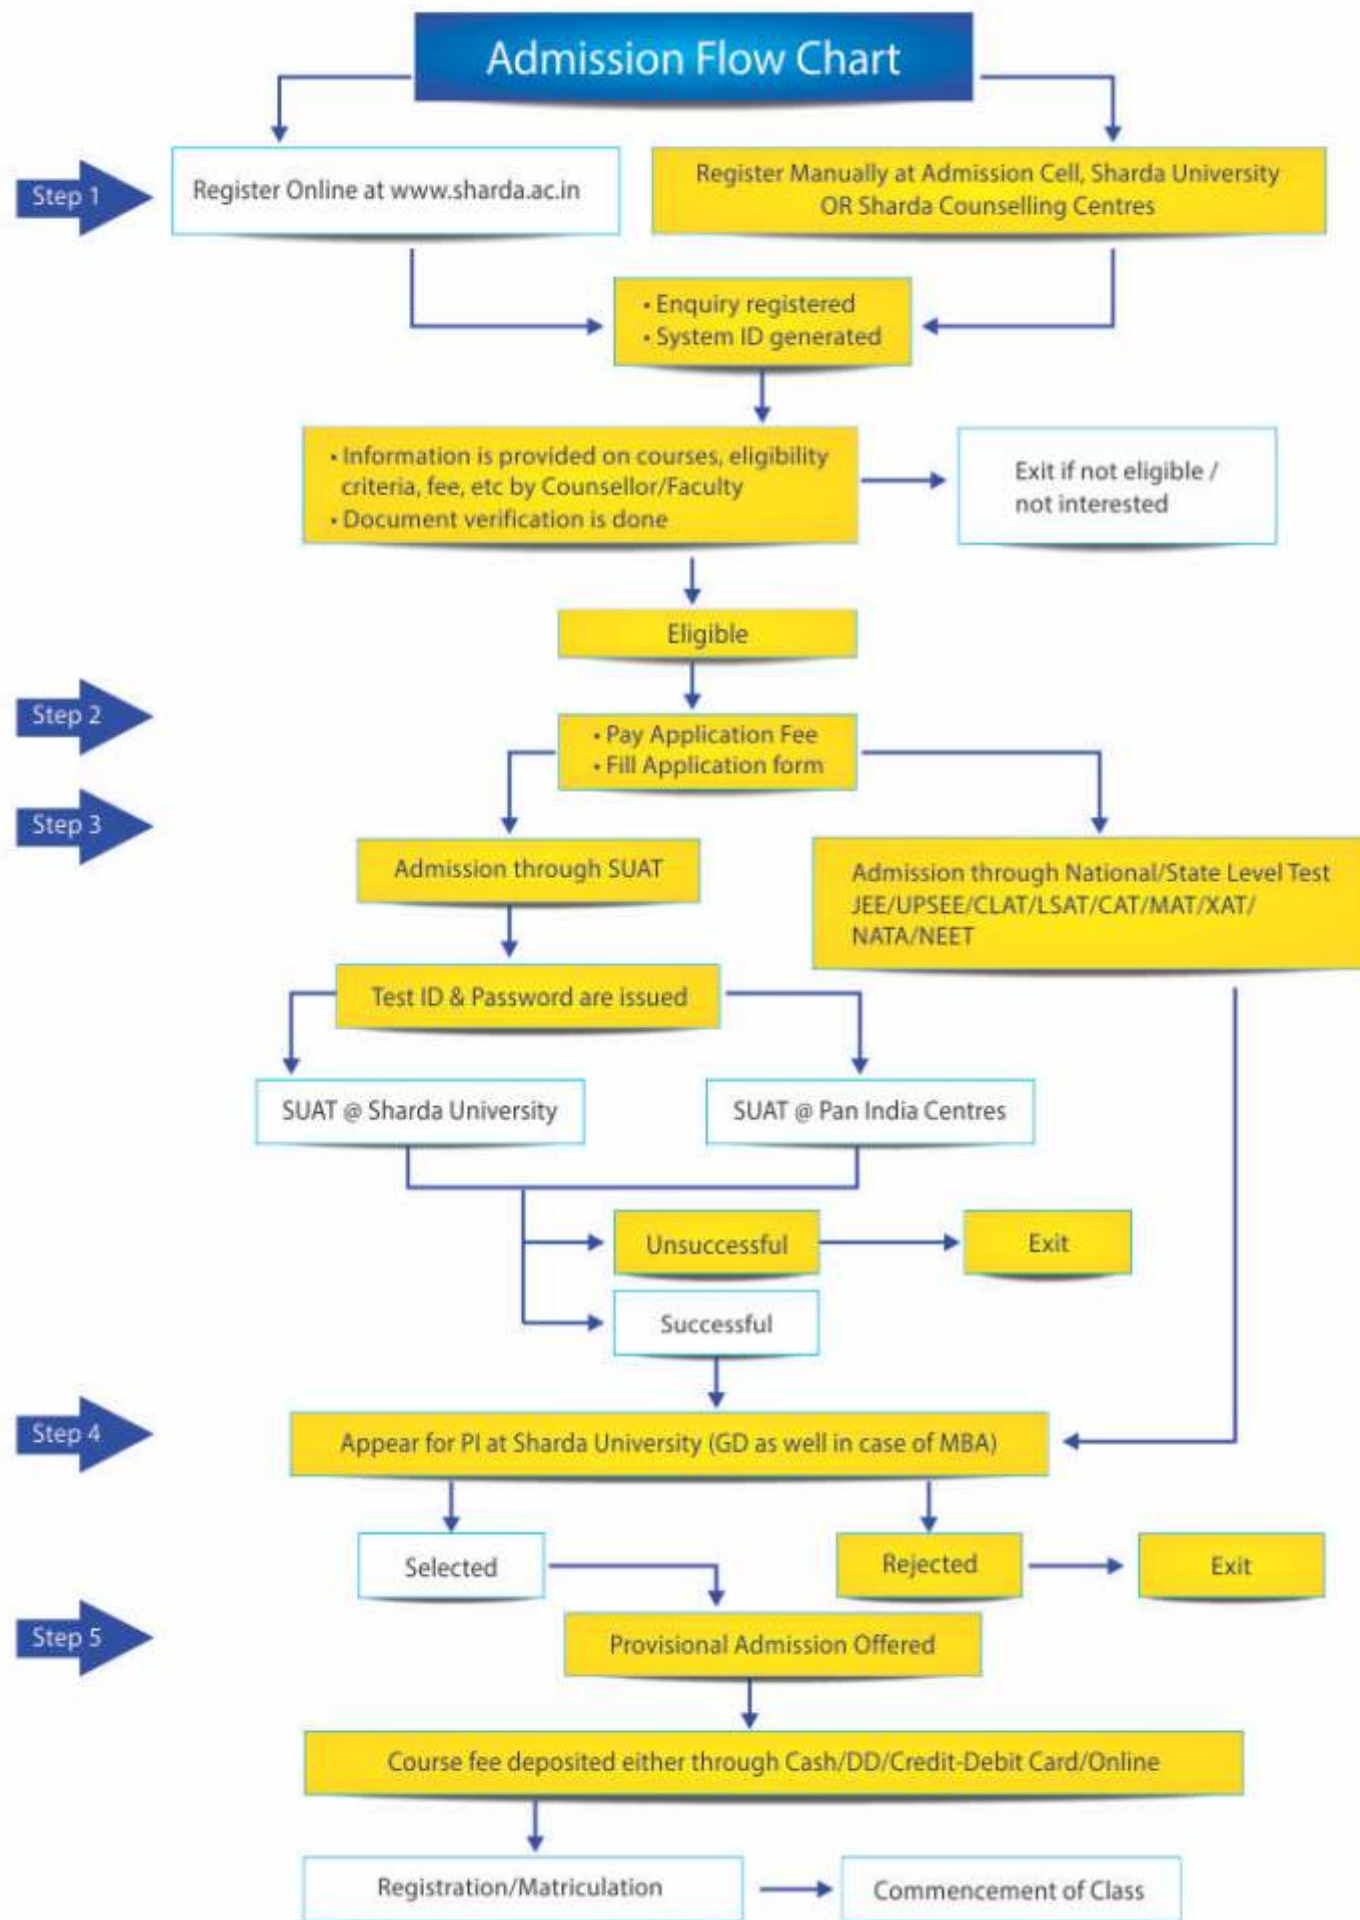 Admission Flow Chart
Step 1
Register Online at www.sharda.ac.in
Register Manually at Admission Cell, Sharda University
OR Sharda Counselling Centres
• Enquiry registered
• System ID generated
• Information is provided on courses, eligibility
criteria, fee, etc by Counsellor/Faculty
• Document verification is done
Exit if not eligible /
not interested
Eligible
Step 2
• Pay Application Fee
• Fill Application form
Step 3
Admission through SUAT
Admission through National/State Level Test
JEE/UPSEE/CLAT/LSAT/CAT/MAT/XAT/
NATA/NEET
Test ID & Password are issued
SUAT @ Sharda University
SUAT @ Pan India Centres
Unsuccessful
Exit
Successful
Step 4
Appear for PI at Sharda University (GD as well in case of MBA)
Selected
Rejected
Exit
Step 5
Provisional Admission Offered
Course fee deposited either through Cash/DD/Credit-Debit Card/Online
Registration/Matriculation
Commencement of Class